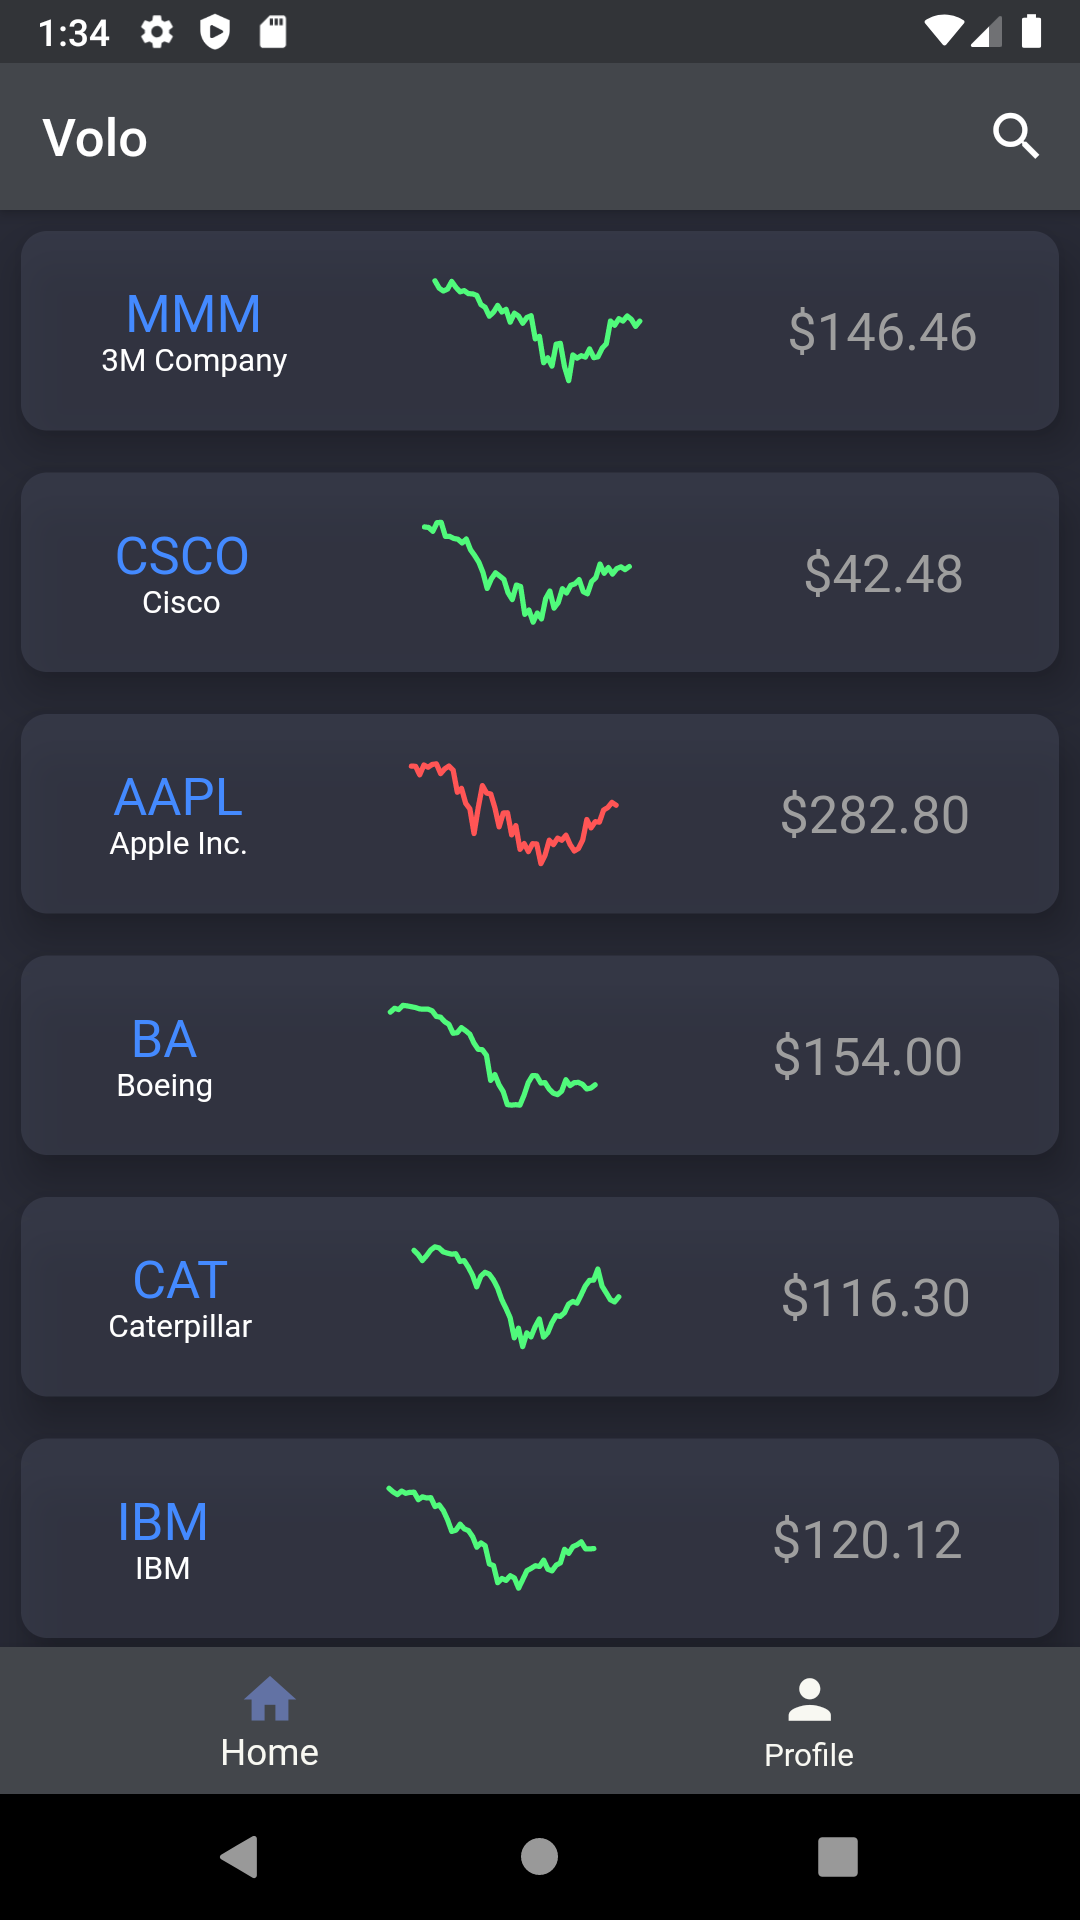 1:34
Volo
MMM
3M Company
$146.46
CSCO
Cisco
$42.48
AAPL
Apple Inc.
$282.80
BA
Boeing
$154.00
CAT
Caterpillar
$116.30
IBM
IBM
$120.12
Home
Profile